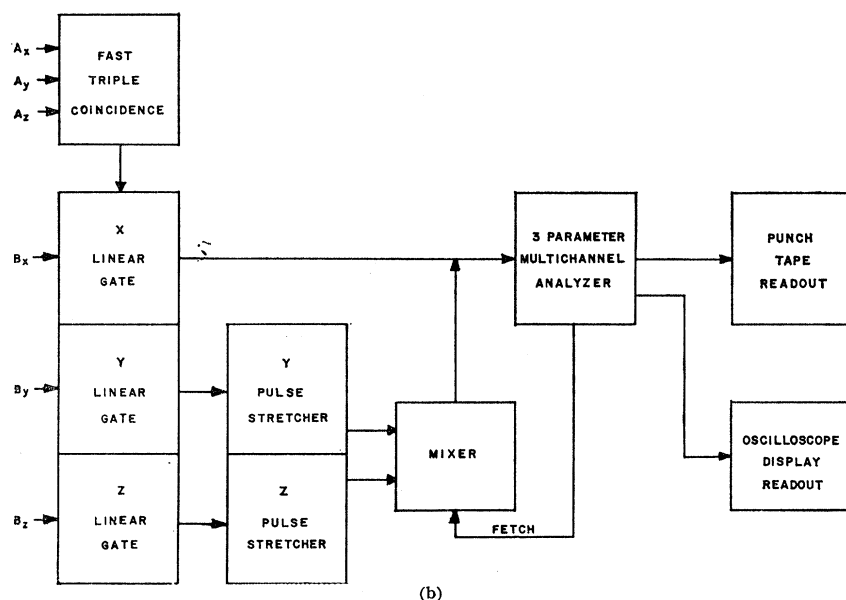 Ax
Ay
Az
FAST
TRIPLE
COINCIDENCE
Bx
X
LINEAR
GATE
3 PARAMETER
MULTICHANNEL
ANALYZER
PUNCH
TAPE
READOUT
By
Y
LINEAR
GATE
Y
PULSE
STRETCHER
MIXER
OSCILLOSCOPE
DISPLAY
READOUT
Bz
Z
LINEAR
GATE
Z
PULSE
STRETCHER
FETCH
(b)